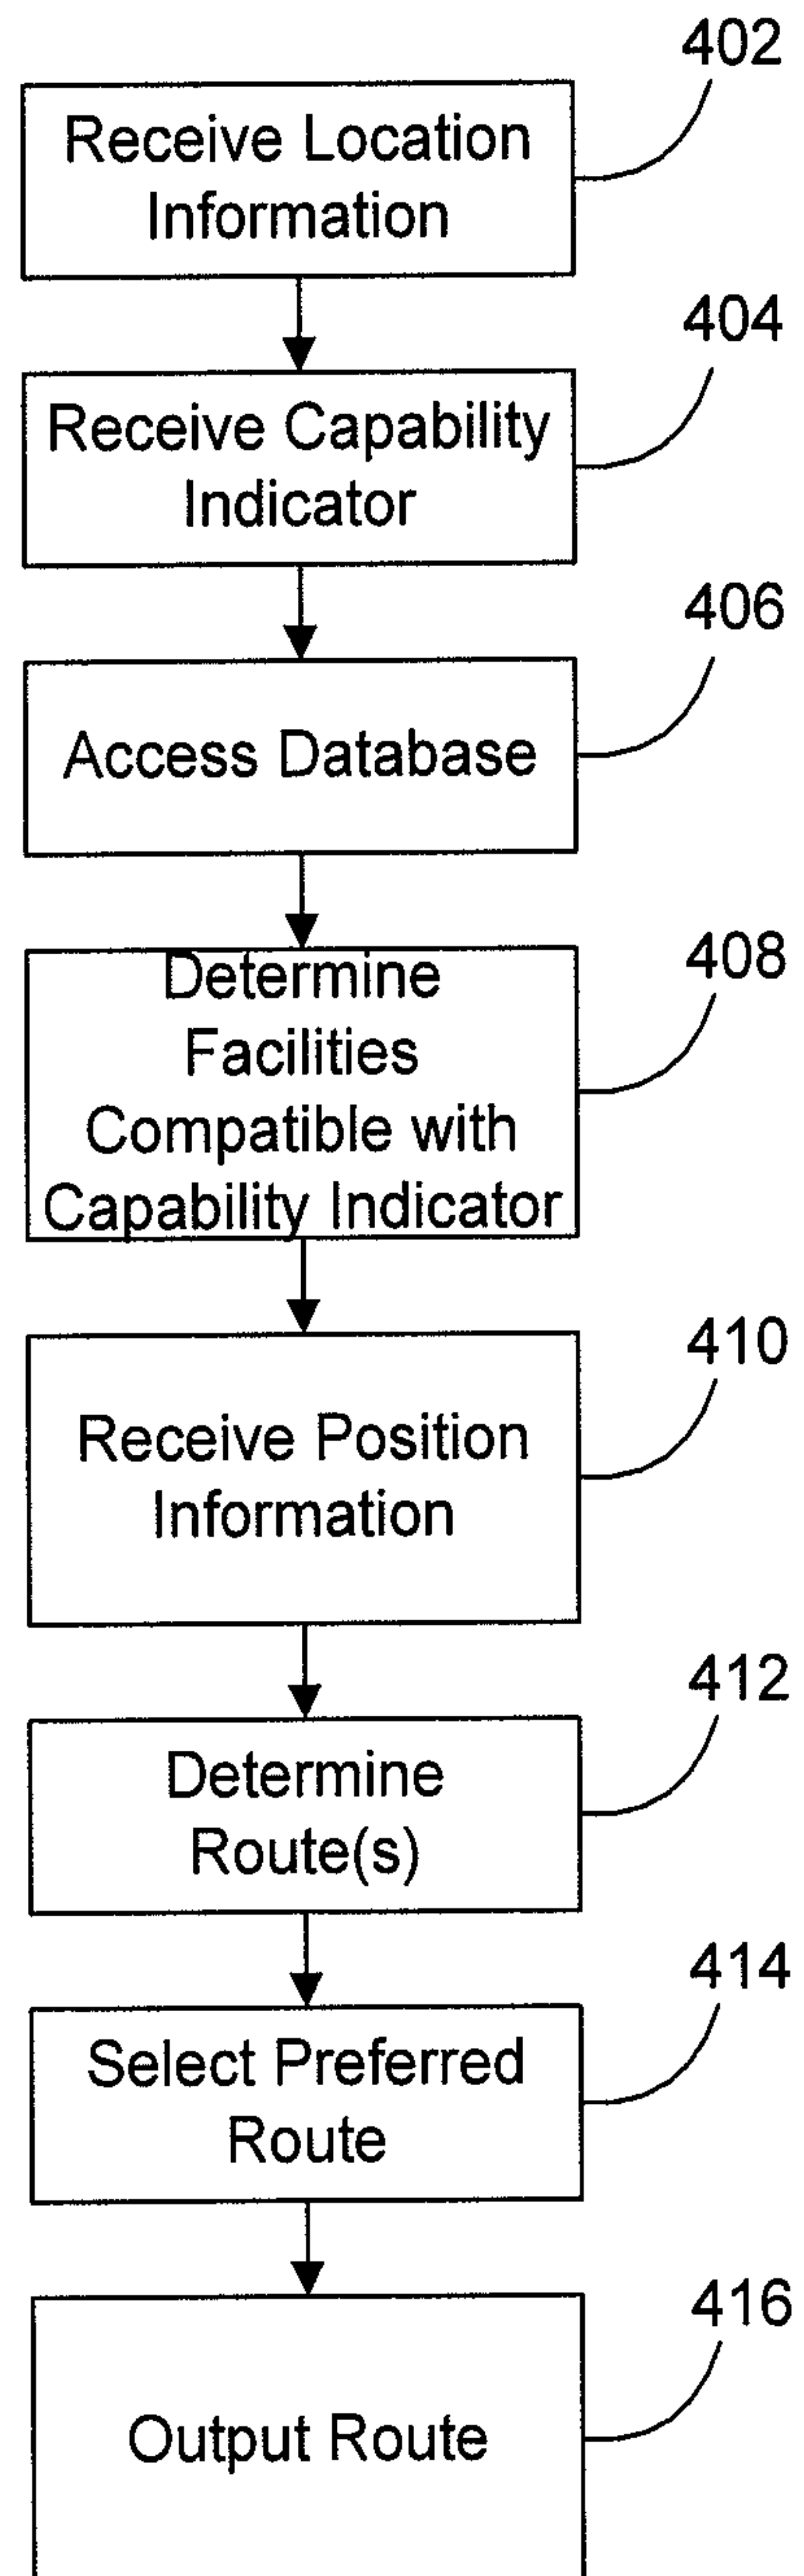 402
Receive Location
Information
404
Receive Capability
Indicator
406
Access Database
408
Determine
Facilities
Compatible with
Capability Indicator
410
Receive Position
Information
412
Determine
Route(s)
414
Select Preferred
Route
416
Output Route